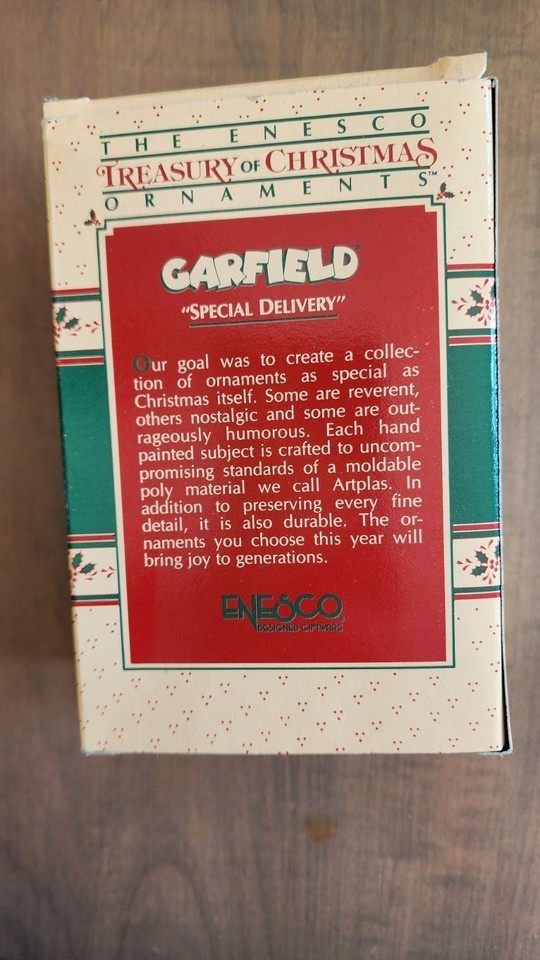 THE ENESCO
TREASURY OF CHRISTMAS
ORNAMENTS™
GARFIELD®
"SPECIAL DELIVERY"
Our goal was to create a collec-
tion of ornaments as special as
Christmas itself. Some are reverent,
others nostalgic and some are out-
rageously humorous. Each hand
painted subject is crafted to uncom-
promising standards of a moldable
poly material we call Artplas. In
addition to preserving every fine
detail, it is also durable. The or-
naments you choose this year will
bring joy to generations.
ENESCO®
DESIGNED GIFTWARE